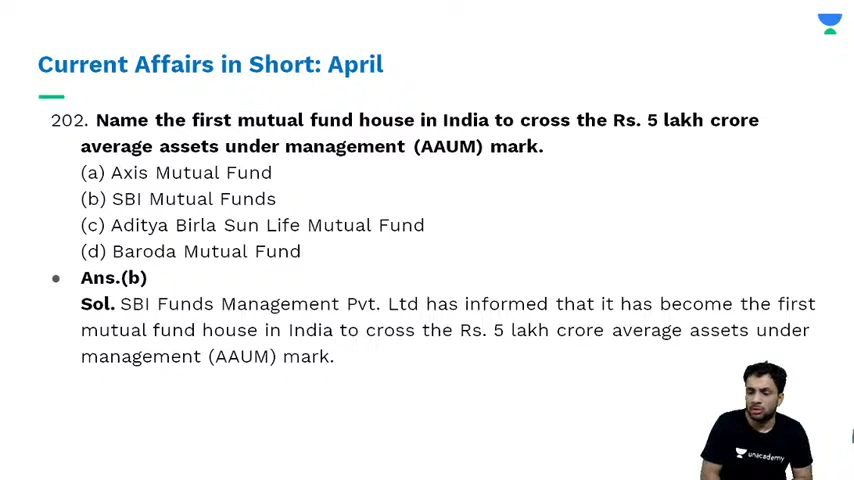 Current Affairs in Short: April
202. Name the first mutual fund house in India to cross the Rs. 5 lakh crore
average assets under management (AAUM) mark.
(a) Axis Mutual Fund
(b) SBI Mutual Funds
(c) Aditya Birla Sun Life Mutual Fund
(d) Baroda Mutual Fund
● Ans.(b)
Sol. SBI Funds Management Pvt. Ltd has informed that it has become the first
mutual fund house in India to cross the Rs. 5 lakh crore average assets under
management (AAUM) mark.
unacademy